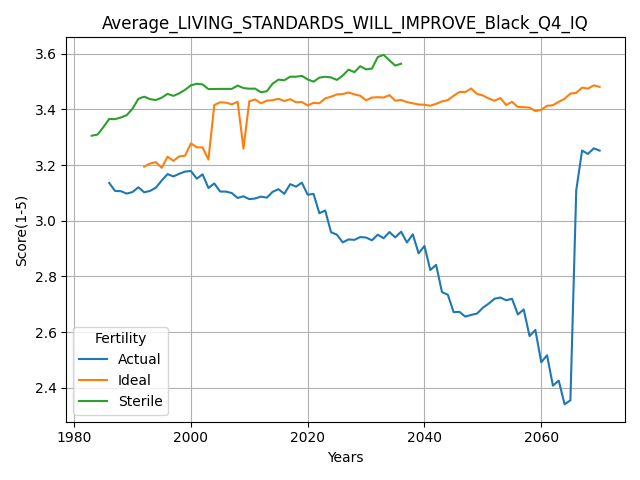 Average_LIVING_STANDARDS_WILL_IMPROVE_Black_Q4_IQ
Score(1-5)
3.6
3.4
3.2
3.0
2.8
2.6
2.4
Fertility
Actual
Ideal
Sterile
1980
2000
2020
2040
2060
Years